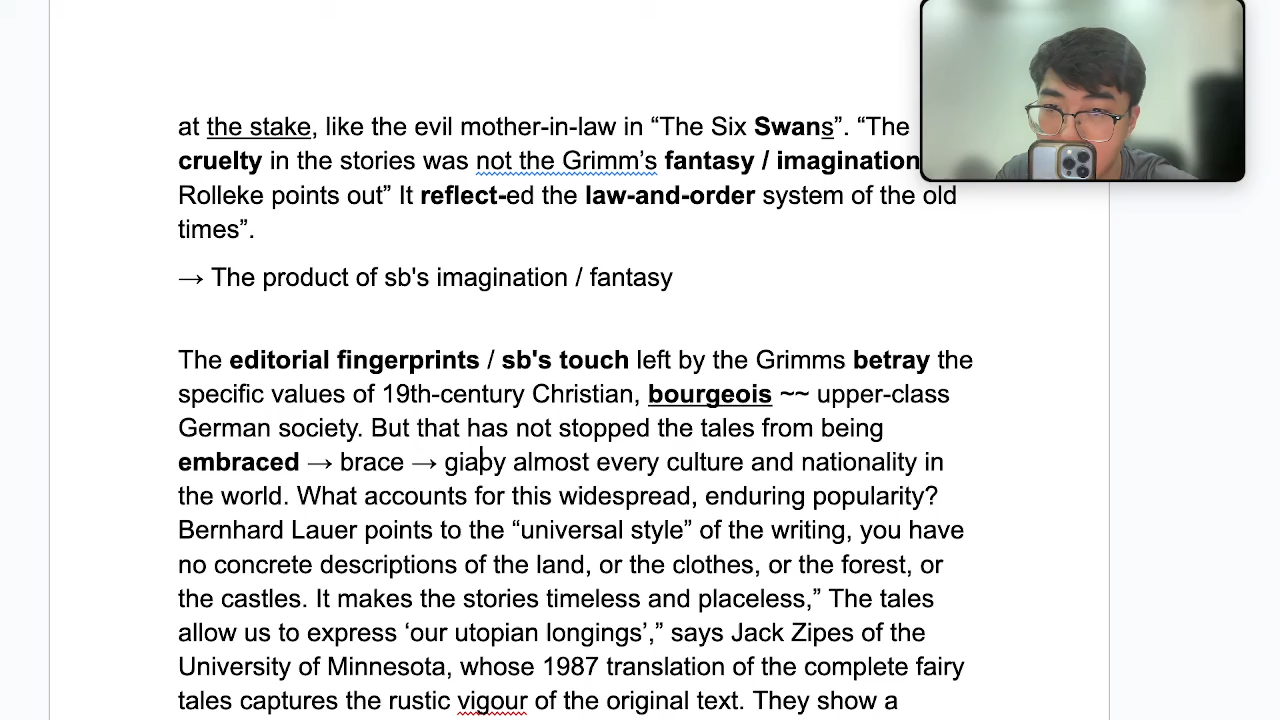 at the stake, like the evil mother-in-law in “The Six Swans”. “The
cruelty in the stories was not the Grimm’s fantasy / imagination
Rolleke points out” It reflect-ed the law-and-order system of the old
times”.
→ The product of sb's imagination / fantasy
The editorial fingerprints / sb's touch left by the Grimms betray the
specific values of 19th-century Christian, bourgeois ~~ upper-class
German society. But that has not stopped the tales from being
embraced → brace → giaby almost every culture and nationality in
the world. What accounts for this widespread, enduring popularity?
Bernhard Lauer points to the “universal style” of the writing, you have
no concrete descriptions of the land, or the clothes, or the forest, or
the castles. It makes the stories timeless and placeless,” The tales
allow us to express ‘our utopian longings’,” says Jack Zipes of the
University of Minnesota, whose 1987 translation of the complete fairy
tales captures the rustic vigour of the original text. They show a